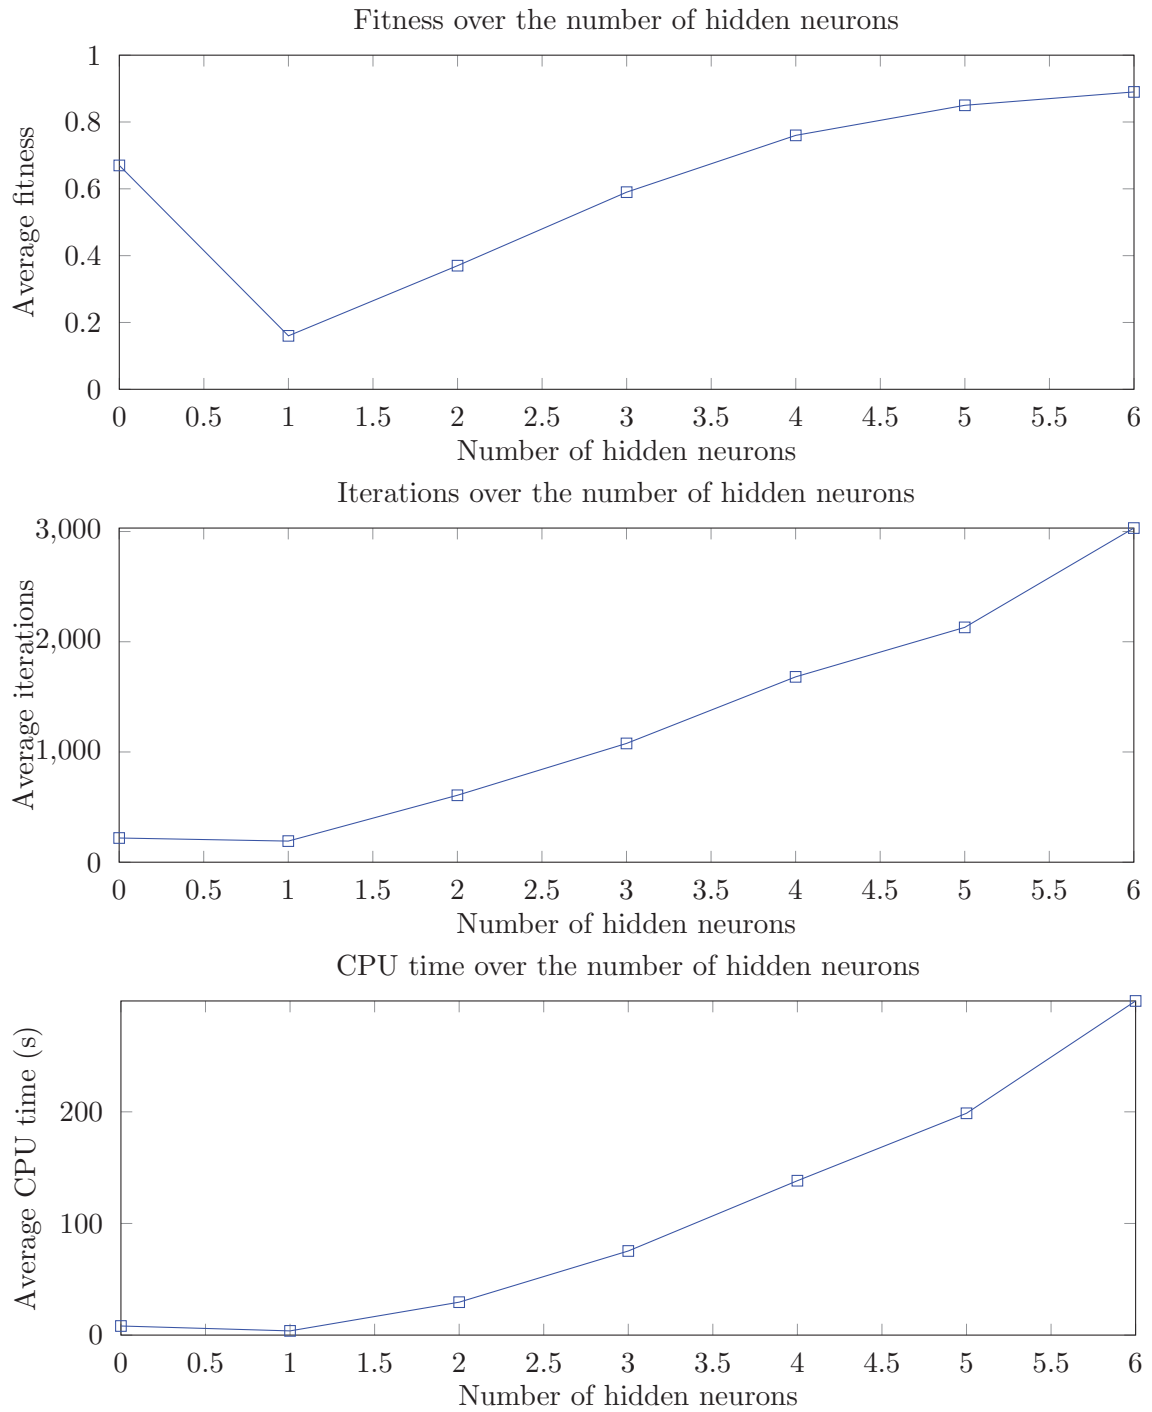 Fitness over the number of hidden neurons
1
0.8
0.6
0.4
0.2
0
Average fitness
0 0.5 1 1.5 2 2.5 3 3.5 4 4.5 5 5.5 6
Number of hidden neurons
Iterations over the number of hidden neurons
3,000
2,000
1,000
0
Average iterations
0 0.5 1 1.5 2 2.5 3 3.5 4 4.5 5 5.5 6
Number of hidden neurons
CPU time over the number of hidden neurons
200
100
0
Average CPU time (s)
0 0.5 1 1.5 2 2.5 3 3.5 4 4.5 5 5.5 6
Number of hidden neurons